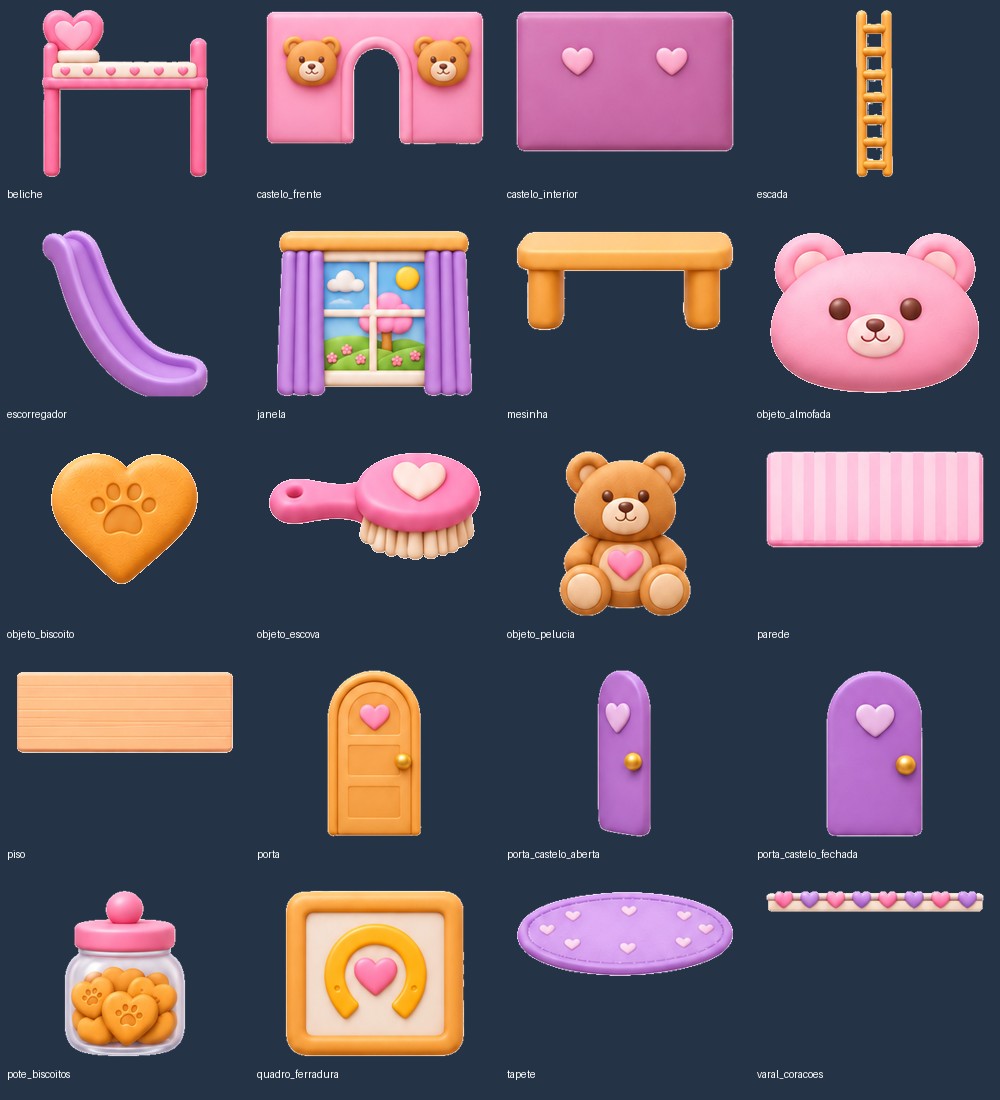 beliche
castelo_frente
castelo_interior
escada
escorregador
janela
mesinha
objeto_almofada
objeto_biscoito
objeto_escova
objeto_pelucia
parede
piso
porta
porta_castelo_aberta
porta_castelo_fechada
pote_biscoitos
quadro_ferradura
tapete
varal_coracoes